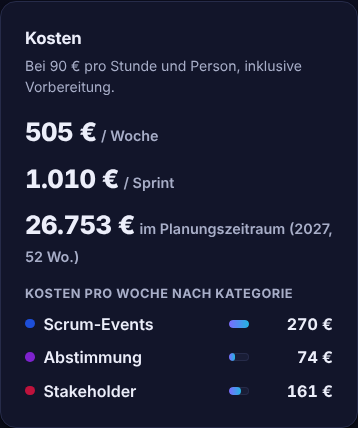 Kosten
Bei 90 € pro Stunde und Person, inklusive
Vorbereitung.
505 € / Woche
1.010 € / Sprint
26.753 € im Planungszeitraum (2027,
52 Wo.)
KOSTEN PRO WOCHE NACH KATEGORIE
Scrum-Events 270 €
Abstimmung 74 €
Stakeholder 161 €